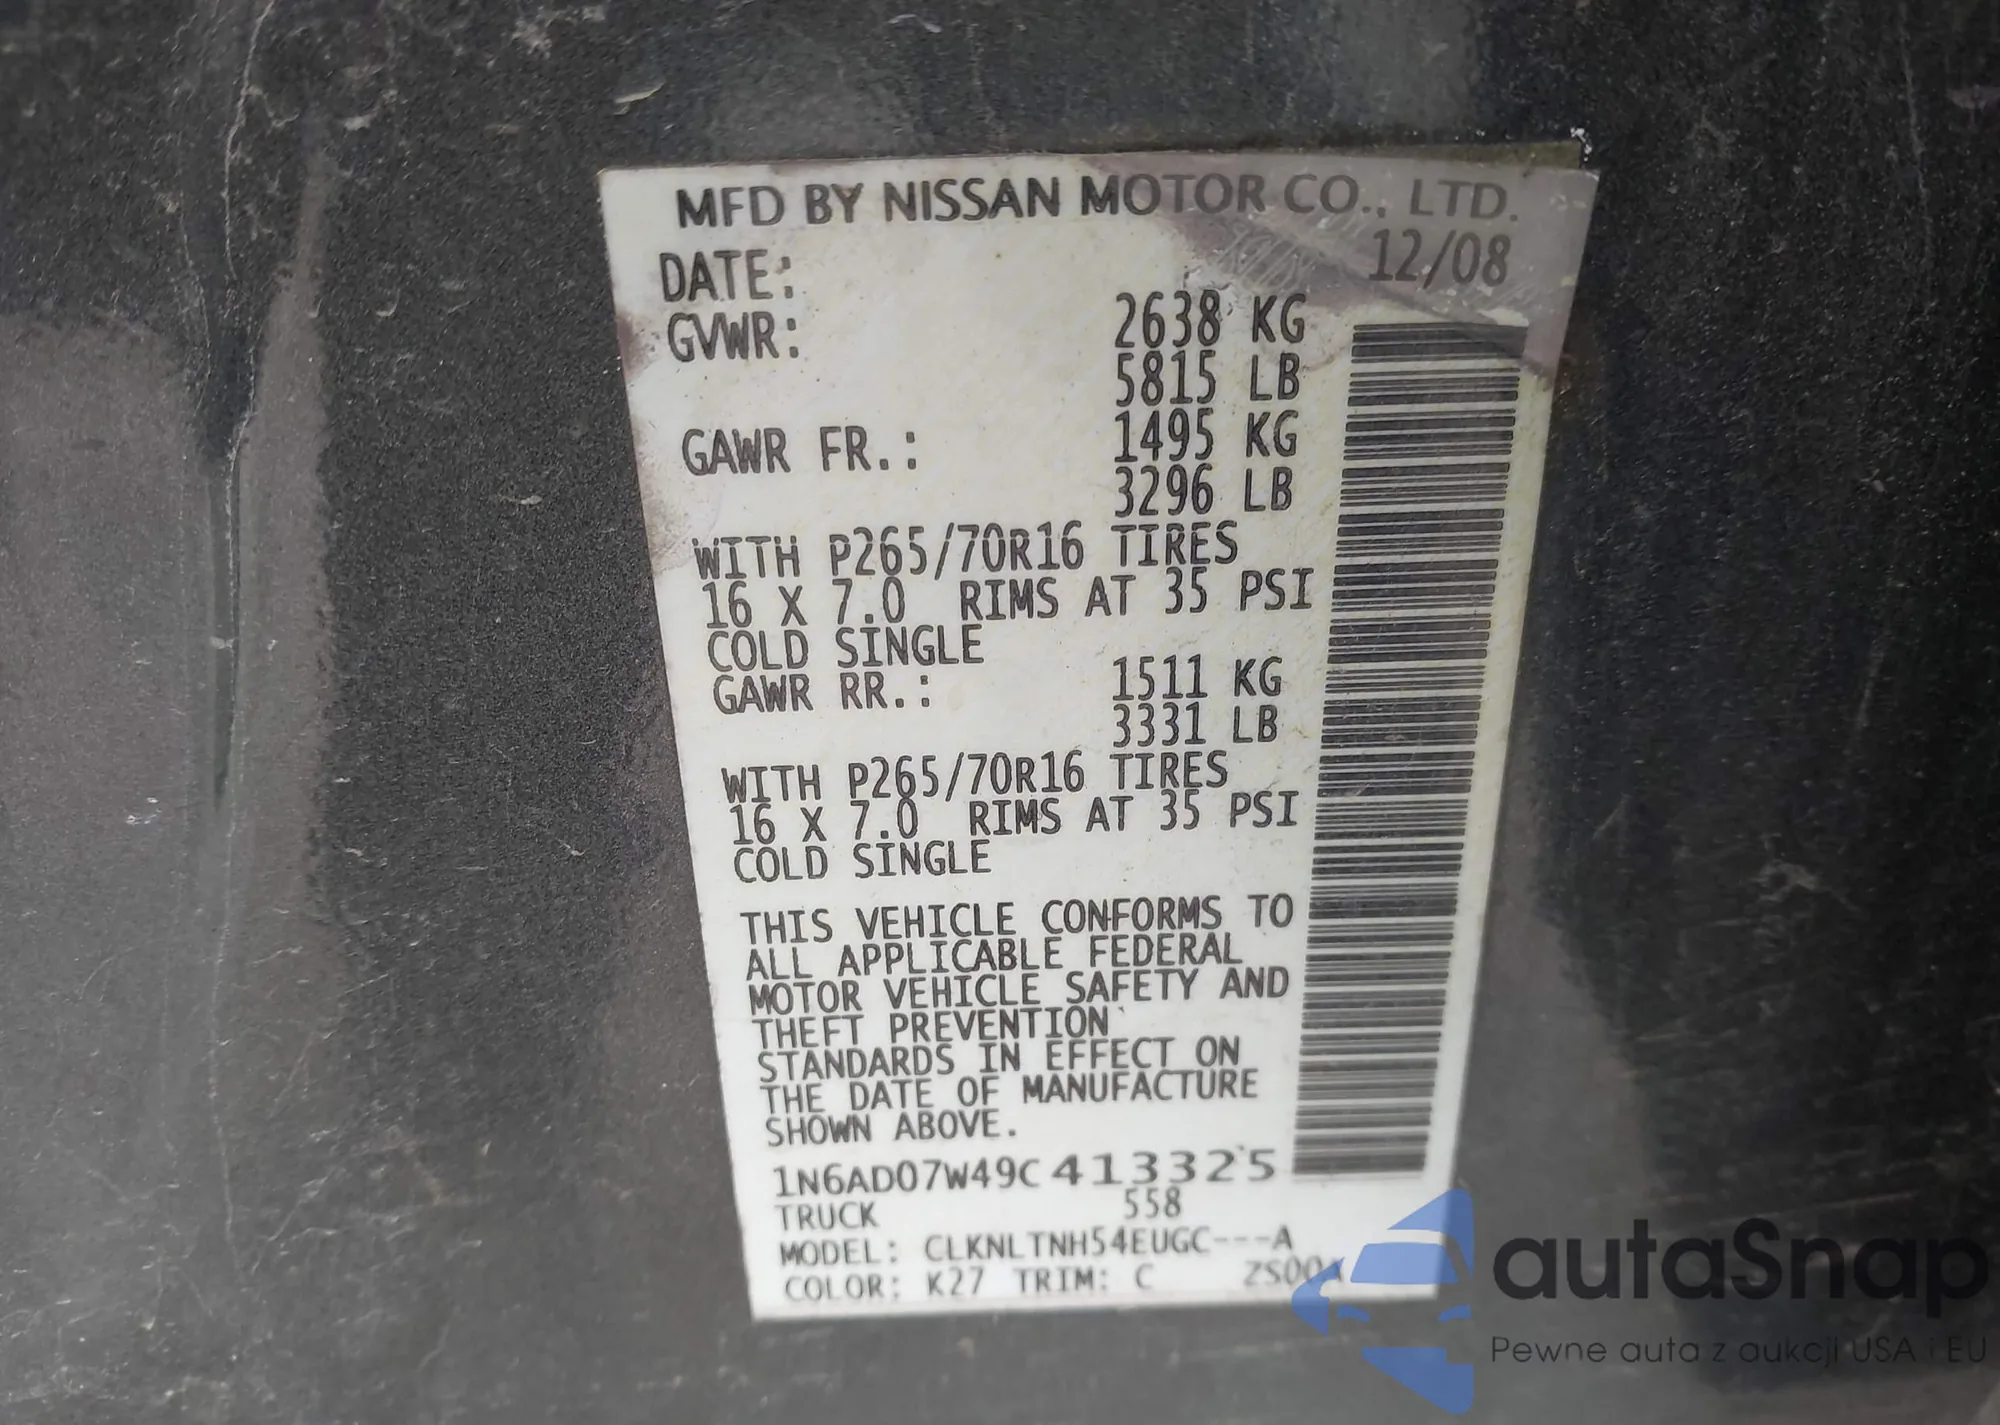 MFD BY NISSAN MOTOR CO., LTD.
DATE: 12/08
GVWR: 2638 KG
5815 LB
GAWR FR.: 1495 KG
3296 LB
WITH P265/70R16 TIRES
16 X 7.0 RIMS AT 35 PSI
COLD SINGLE
GAWR RR.: 1511 KG
3331 LB
WITH P265/70R16 TIRES
16 X 7.0 RIMS AT 35 PSI
COLD SINGLE
THIS VEHICLE CONFORMS TO
ALL APPLICABLE FEDERAL
MOTOR VEHICLE SAFETY AND
THEFT PREVENTION
STANDARDS IN EFFECT ON
THE DATE OF MANUFACTURE
SHOWN ABOVE.
1N6AD07W49C413325
TRUCK 558
MODEL: CLKNLTNH54EUGC---A
COLOR: K27 TRIM: C
autaSnap
Pewne auta z aukcji USA i EU